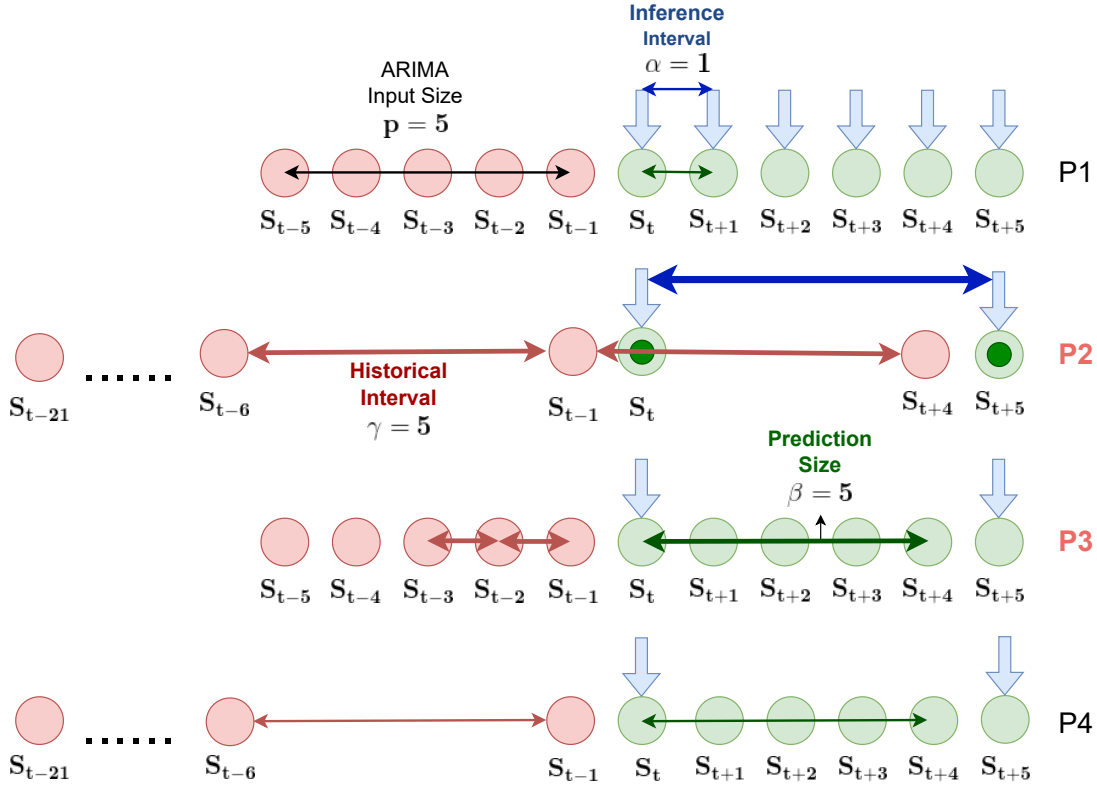 Inference
Interval
α = 1
ARIMA
Input Size
p = 5
P1
S_{t−5} S_{t−4} S_{t−3} S_{t−2} S_{t−1} S_t S_{t+1} S_{t+2} S_{t+3} S_{t+4} S_{t+5}
P2
Historical
Interval
γ = 5
S_{t−21} S_{t−6} S_{t−1} S_t S_{t+4} S_{t+5}
Prediction
Size
β = 5
P3
S_{t−5} S_{t−4} S_{t−3} S_{t−2} S_{t−1} S_t S_{t+1} S_{t+2} S_{t+3} S_{t+4} S_{t+5}
P4
S_{t−21} S_{t−6} S_{t−1} S_t S_{t+1} S_{t+2} S_{t+3} S_{t+4} S_{t+5}